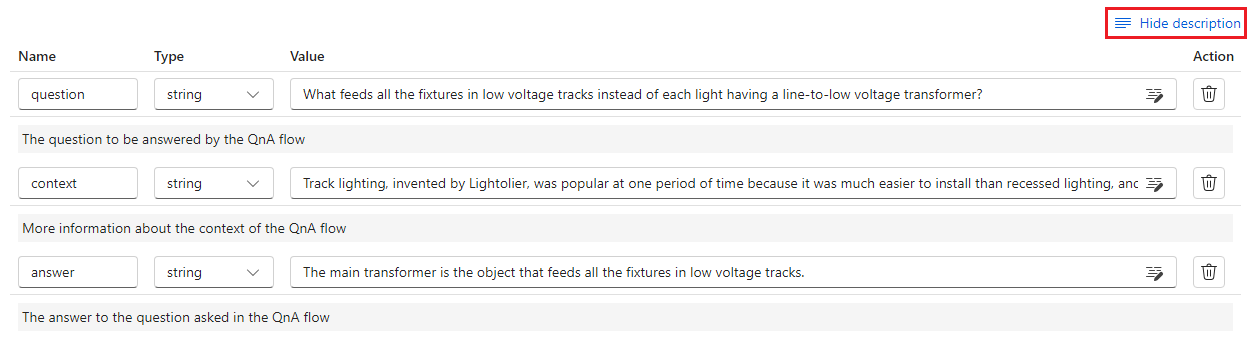 Hide description
Name Type Value Action
question string What feeds all the fixtures in low voltage tracks instead of each light having a line-to-low voltage transformer?
The question to be answered by the QnA flow
context string Track lighting, invented by Lightolier, was popular at one period of time because it was much easier to install than recessed lighting, and
More information about the context of the QnA flow
answer string The main transformer is the object that feeds all the fixtures in low voltage tracks.
The answer to the question asked in the QnA flow